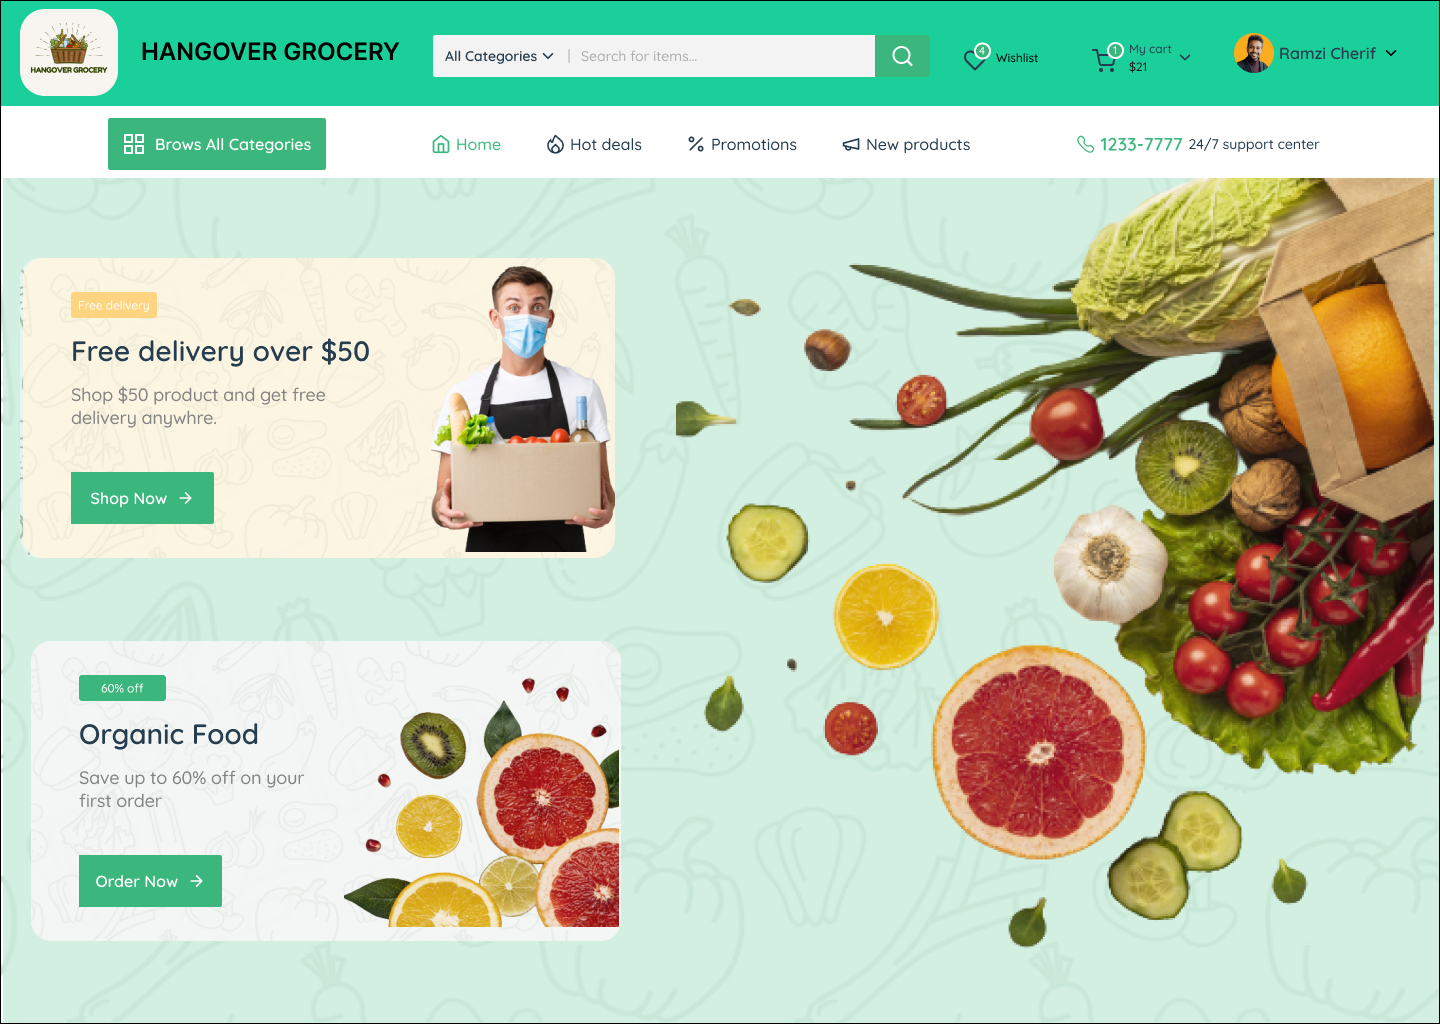 HANGOVER GROCERY
HANGOVER GROCERY
All Categories | Search for items...
4
Wishlist
1
My cart
$21
Ramzi Cherif
Brows All Categories
Home
Hot deals
Promotions
New products
1233-7777 24/7 support center
Free delivery
Free delivery over $50
Shop $50 product and get free
delivery anywhre.
Shop Now
60% off
Organic Food
Save up to 60% off on your
first order
Order Now